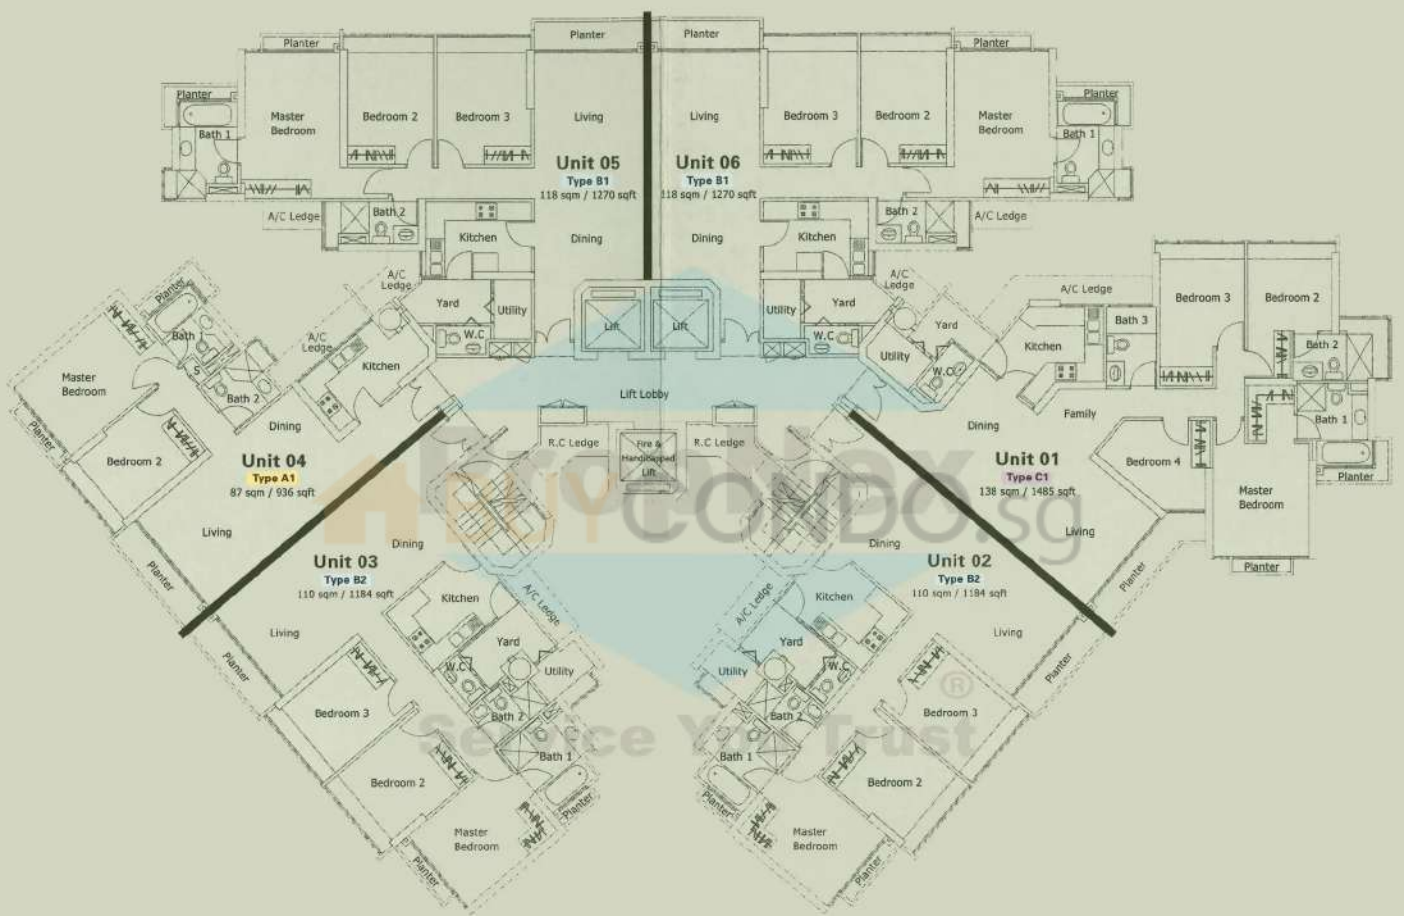 Planter
Planter
Planter
Planter
Planter
Planter
Bath 1
Master
Bedroom
Bedroom 2
Bedroom 3
Living
Living
Bedroom 3
Bedroom 2
Master
Bedroom
Bath 1
Unit 05
Type B1
118 sqm / 1270 sqft
Unit 06
Type B1
118 sqm / 1270 sqft
A/C Ledge
Bath 2
Kitchen
Dining
Dining
Kitchen
Bath 2
A/C Ledge
A/C
Ledge
Yard
Utility
W.C
Lift
Lift
Utility
Yard
W.C
A/C
Ledge
Planter
Bath 1
Master
Bedroom
Planter
Bedroom 2
Bath 2
S
A/C
Ledge
Kitchen
Dining
Unit 04
Type A1
87 sqm / 936 sqft
Living
Planter
Lift Lobby
R.C Ledge
Fire &
Handicapped
Lift
R.C Ledge
Utility
Yard
W.C
A/C Ledge
Kitchen
Bath 3
Bedroom 3
Bedroom 2
Bath 2
Bath 1
Planter
Dining
Family
Bedroom 4
Master
Bedroom
Planter
Unit 01
Type C1
138 sqm / 1485 sqft
Living
Planter
BUYCONDO.sg
Dining
Unit 03
Type B2
110 sqm / 1184 sqft
Living
Planter
Kitchen
A/C Ledge
Yard
W.C
Utility
Bath 2
Bath 1
Planter
Bedroom 3
Bedroom 2
Master
Bedroom
Planter
Dining
Unit 02
Type B2
110 sqm / 1184 sqft
Living
Planter
A/C Ledge
Kitchen
Yard
Utility
W.C
Bath 2
Bath 1
Planter
Bedroom 3
Bedroom 2
Master
Bedroom
Planter
®
Service You Trust